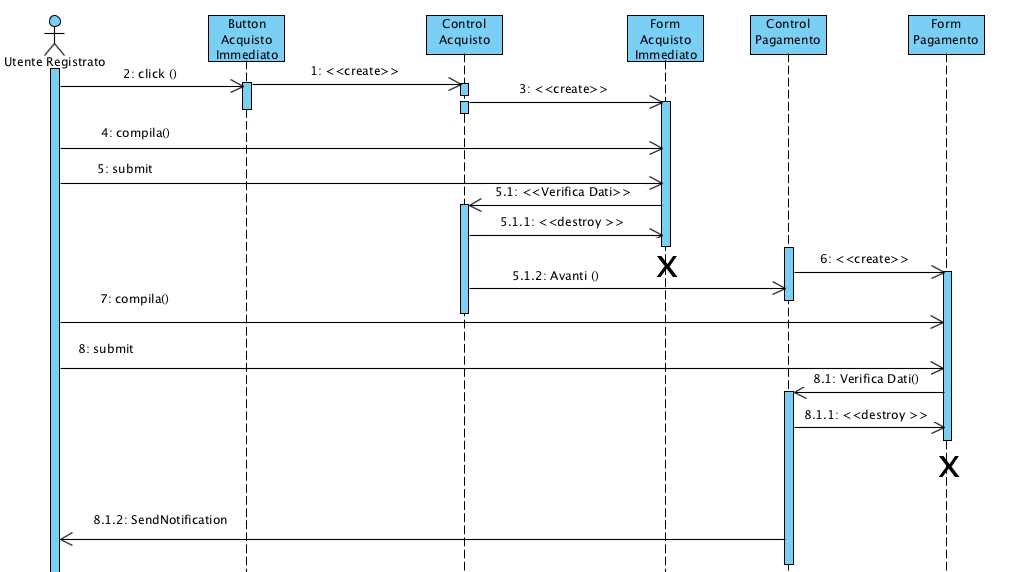 Button
Acquisto
Immediato
Control
Acquisto
Form
Acquisto
Immediato
Control
Pagamento
Form
Pagamento
Utente Registrato
2: click ()
1: <<create>>
3: <<create>>
4: compila()
5: submit
5.1: <<Verifica Dati>>
5.1.1: <<destroy >>
6: <<create>>
5.1.2: Avanti ()
7: compila()
8: submit
8.1: Verifica Dati()
8.1.1: <<destroy >>
8.1.2: SendNotification